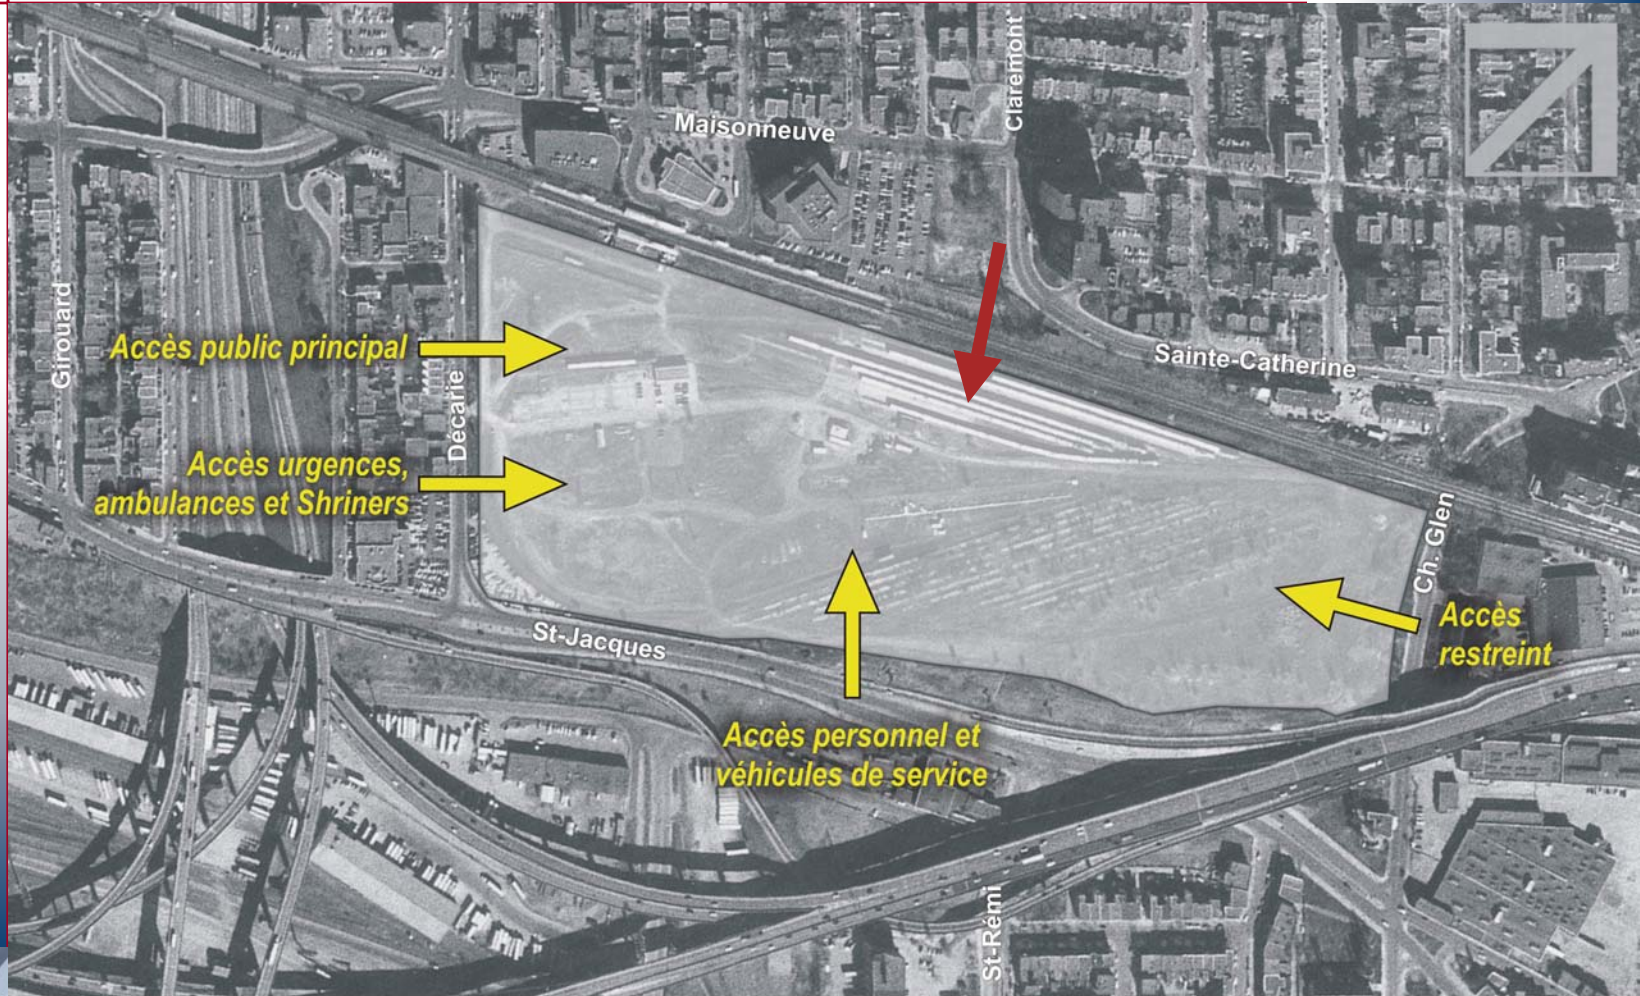 Claremont
Maisonneuve
Girouard
Accès public principal
Décarie
Sainte-Catherine
Accès urgences,
ambulances et Shriners
Ch. Glen
Accès
restreint
St-Jacques
Accès personnel et
véhicules de service
St-Rémi